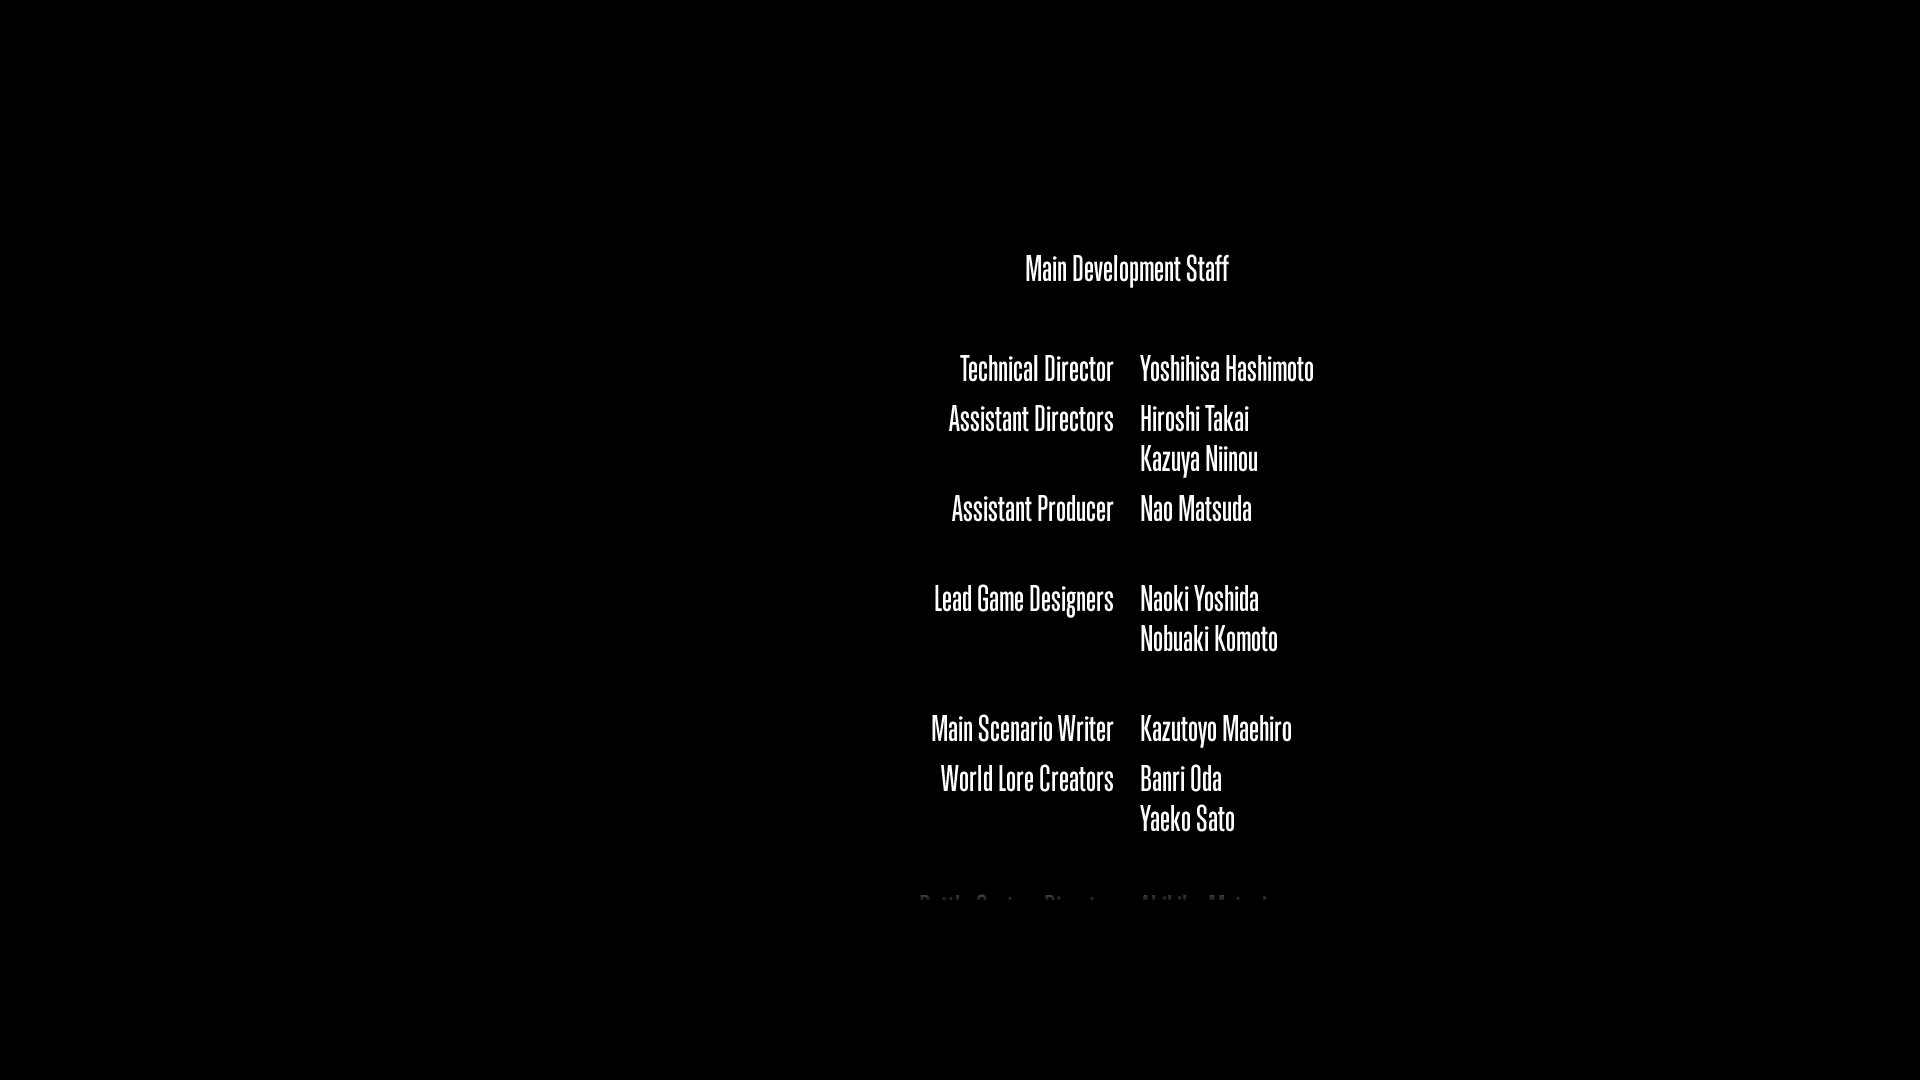 Main Development Staff
Technical Director Yoshihisa Hashimoto
Assistant Directors Hiroshi Takai
Kazuya Niinou
Assistant Producer Nao Matsuda
Lead Game Designers Naoki Yoshida
Nobuaki Komoto
Main Scenario Writer Kazutoyo Maehiro
World Lore Creators Banri Oda
Yaeko Sato